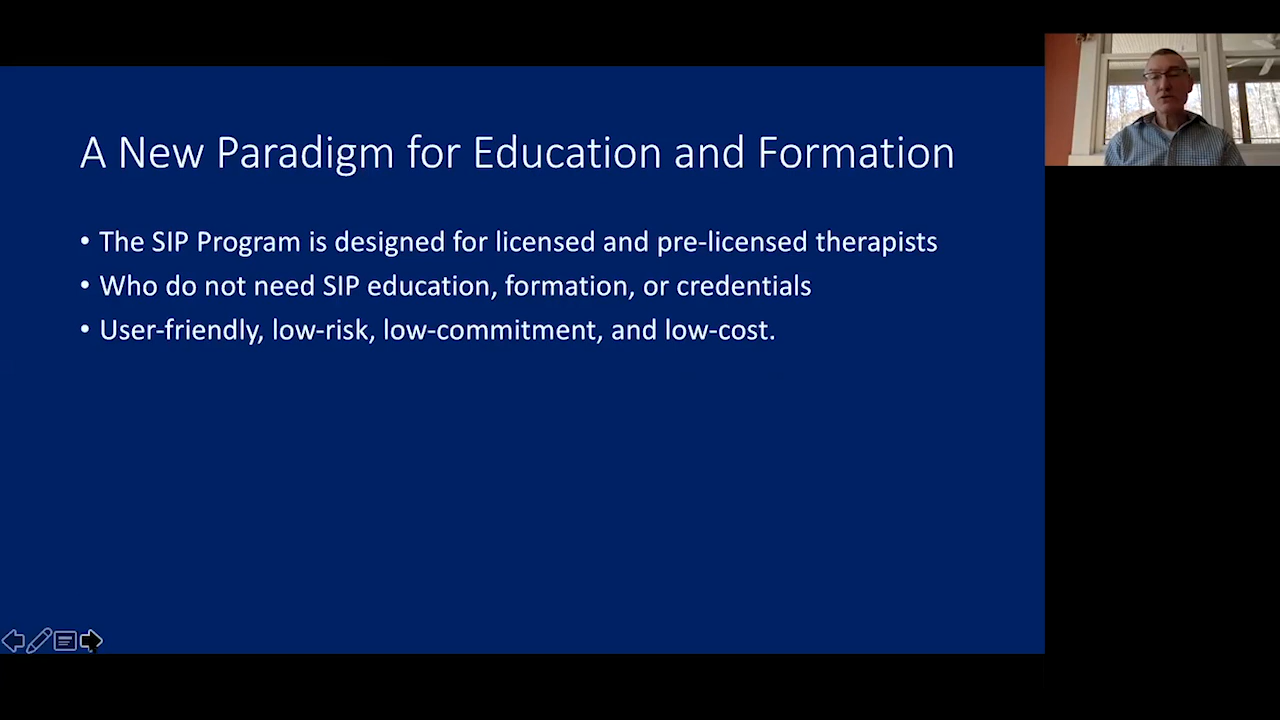 A New Paradigm for Education and Formation
• The SIP Program is designed for licensed and pre-licensed therapists
• Who do not need SIP education, formation, or credentials
• User-friendly, low-risk, low-commitment, and low-cost.